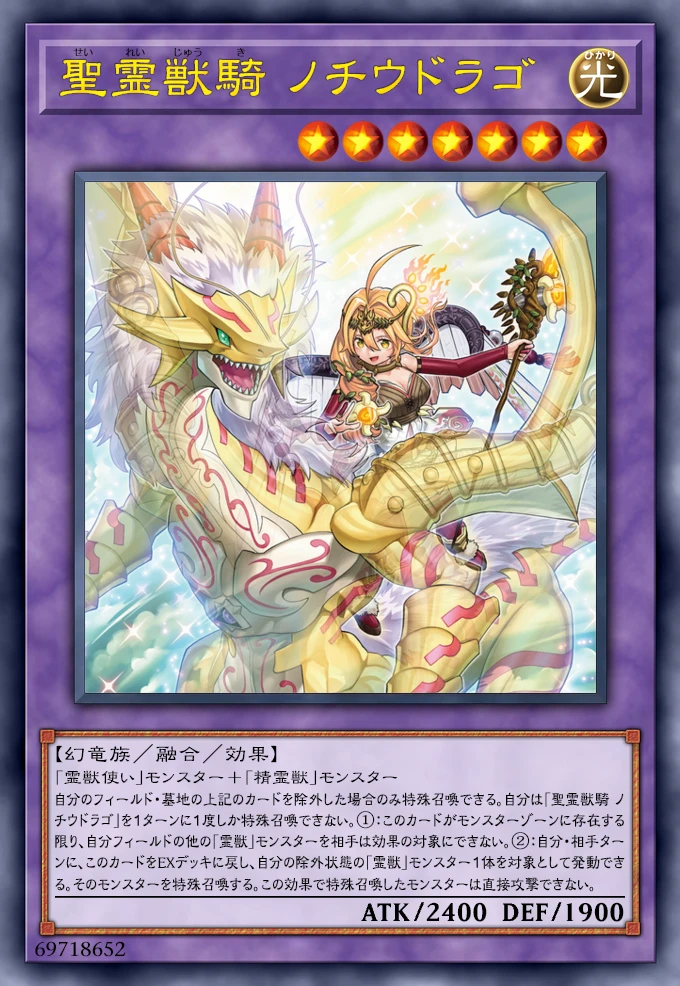 せい れい じゅう き
聖霊獣騎 ノチウドラゴ
ひかり
光
【幻竜族／融合／効果】
「霊獣使い」モンスター＋「精霊獣」モンスター
自分のフィールド・墓地の上記のカードを除外した場合のみ特殊召喚できる。自分は「聖霊獣騎 ノ
チウドラゴ」を1ターンに1度しか特殊召喚できない。①：このカードがモンスターゾーンに存在する
限り、自分フィールドの他の「霊獣」モンスターを相手は効果の対象にできない。②：自分・相手ター
ンに、このカードをEXデッキに戻し、自分の除外状態の「霊獣」モンスター1体を対象として発動でき
る。そのモンスターを特殊召喚する。この効果で特殊召喚したモンスターは直接攻撃できない。
ATK/2400 DEF/1900
69718652